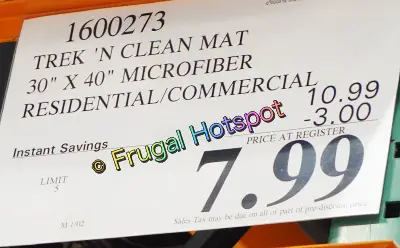 1600273
TREK 'N CLEAN MAT
30" X 40" MICROFIBER
RESIDENTIAL/COMMERCIAL
10.99
-3.00
Instant Savings
PRICE AT REGISTER
7.99
© Frugal Hotspot
LIMIT
5
Sales Tax may be due on all or part of pre-discount price